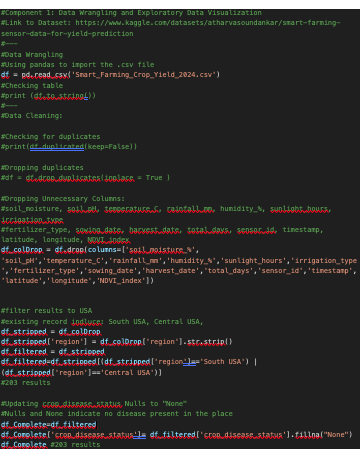 #Component 1: Data Wrangling and Exploratory Data Visualization
#Link to Dataset: https://www.kaggle.com/datasets/atharvasoundankar/smart-farming-
sensor-data-for-yield-prediction
#---
#Data Wrangling
#Using pandas to import the .csv file
df = pd.read_csv('Smart_Farming_Crop_Yield_2024.csv')
#Checking table
#print (df.to_string())
#---
#Data Cleaning:
#Checking for duplicates
#print(df.duplicated(keep=False))
#Dropping duplicates
#df = df.drop_duplicates(inplace = True )
#Dropping Unnecessary Columns:
#soil_moisture, soil_pH, temperature_C, rainfall_mm, humidity_%, sunlight_hours,
irrigation_type
#fertilizer_type, sowing_date, harvest_date, total_days, sensor_id, timestamp,
latitude, longitude, NDVI_index
df_colDrop = df.drop(columns=['soil_moisture_%',
'soil_pH','temperature_C','rainfall_mm','humidity_%','sunlight_hours','irrigation_type
','fertilizer_type','sowing_date','harvest_date','total_days','sensor_id','timestamp',
'latitude','longitude','NDVI_index'])
#filter results to USA
#existing record induce: South USA, Central USA,
df_stripped = df_colDrop
df_stripped['region'] = df_colDrop['region'].str.strip()
df_filtered = df_stripped
df_filtered=df_stripped[(df_stripped['region']=='South USA') |
(df_stripped['region']=='Central USA')]
#203 results
#Updating crop_disease_status Nulls to "None"
#Nulls and None indicate no disease present in the place
df_Complete=df_filtered
df_Complete['crop_disease_status']= df_filtered['crop_disease_status'].fillna("None")
df_Complete #203 results